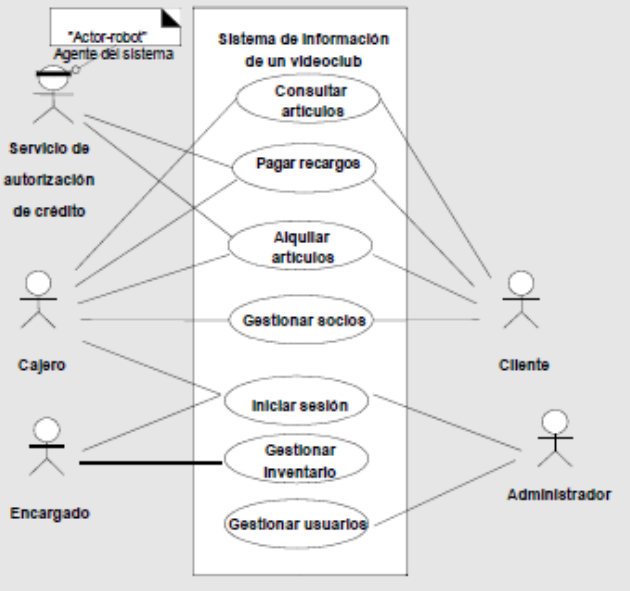 "Actor-robot"
Agente del sistema
Sistema de información
de un videoclub
Consultar
artículos
Servicio de
autorización
de crédito
Pagar recargos
Alquilar
artículos
Gestionar socios
Cajero
Cliente
Iniciar sesión
Gestionar
inventario
Encargado
Administrador
Gestionar usuarios